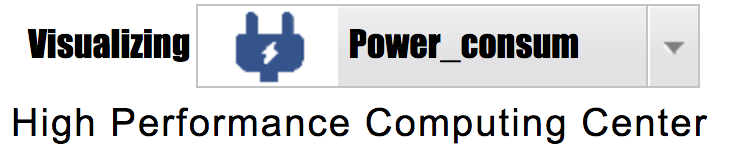 Visualizing Power_consum
High Performance Computing Center